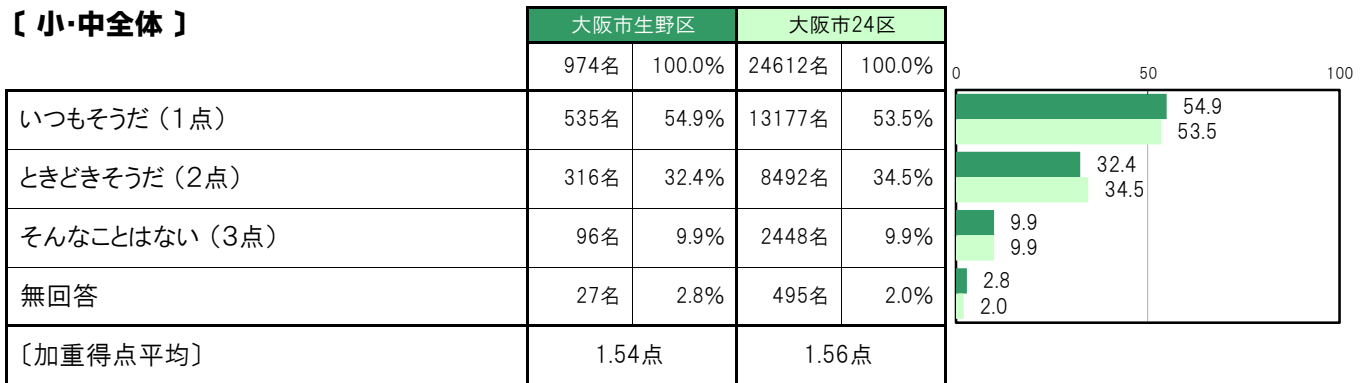 〔 小・中全体 〕
大阪市生野区 大阪市24区
974名 100.0% 24612名 100.0%
0 50 100
いつもそうだ（１点） 535名 54.9% 13177名 53.5% 54.9
53.5
ときどきそうだ（２点） 316名 32.4% 8492名 34.5% 32.4
34.5
そんなことはない（３点） 96名 9.9% 2448名 9.9% 9.9
9.9
無回答 27名 2.8% 495名 2.0% 2.8
2.0
〔加重得点平均〕 1.54点 1.56点